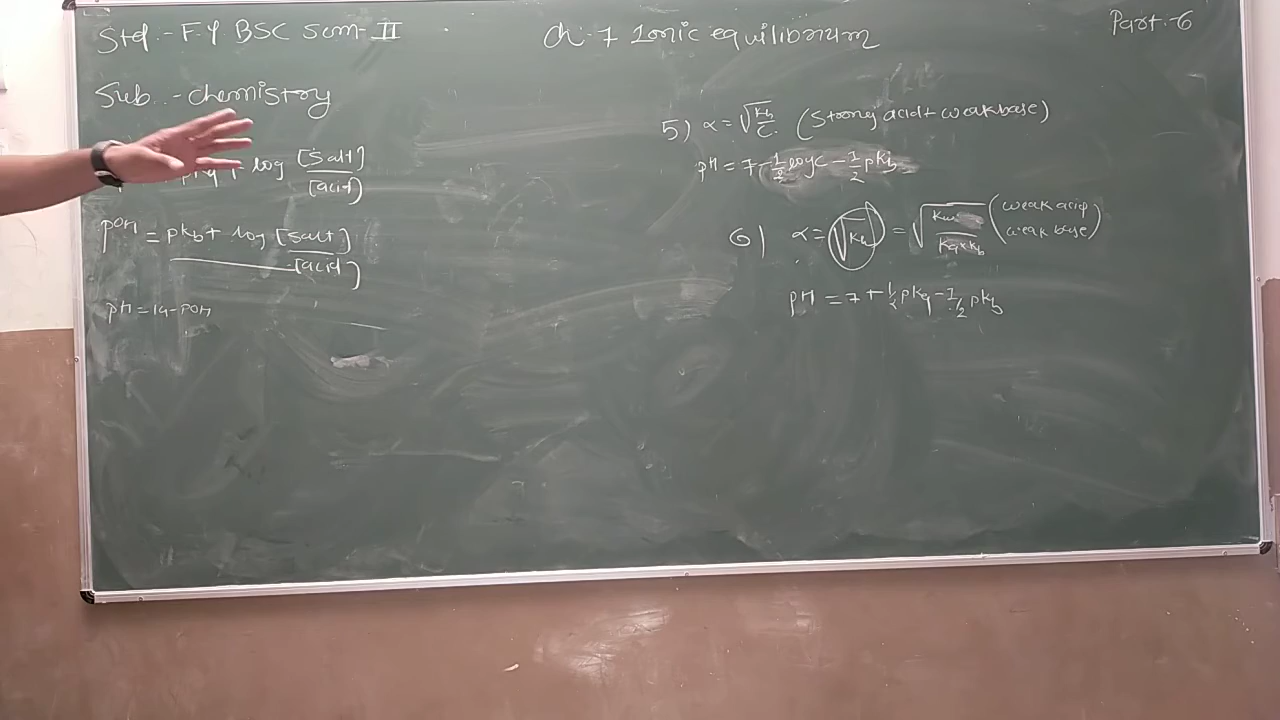 Std.- F.Y BSC Sem-II
Ch-7 Ionic equilibrium
Part-6
Sub.-chemistry
log [Salt]
[acid]
pOH = pKb + log [Salt]
[acid]
pH = 14-POH
5) α = √Kh/C (Strong acid + weak base)
pH = 7 - 1/2 logC - 1/2 pKb
6) α = √Kh = √Kw/Ka×Kb (weak acid
weak base)
pH = 7 + 1/2 pKa - 1/2 pKb